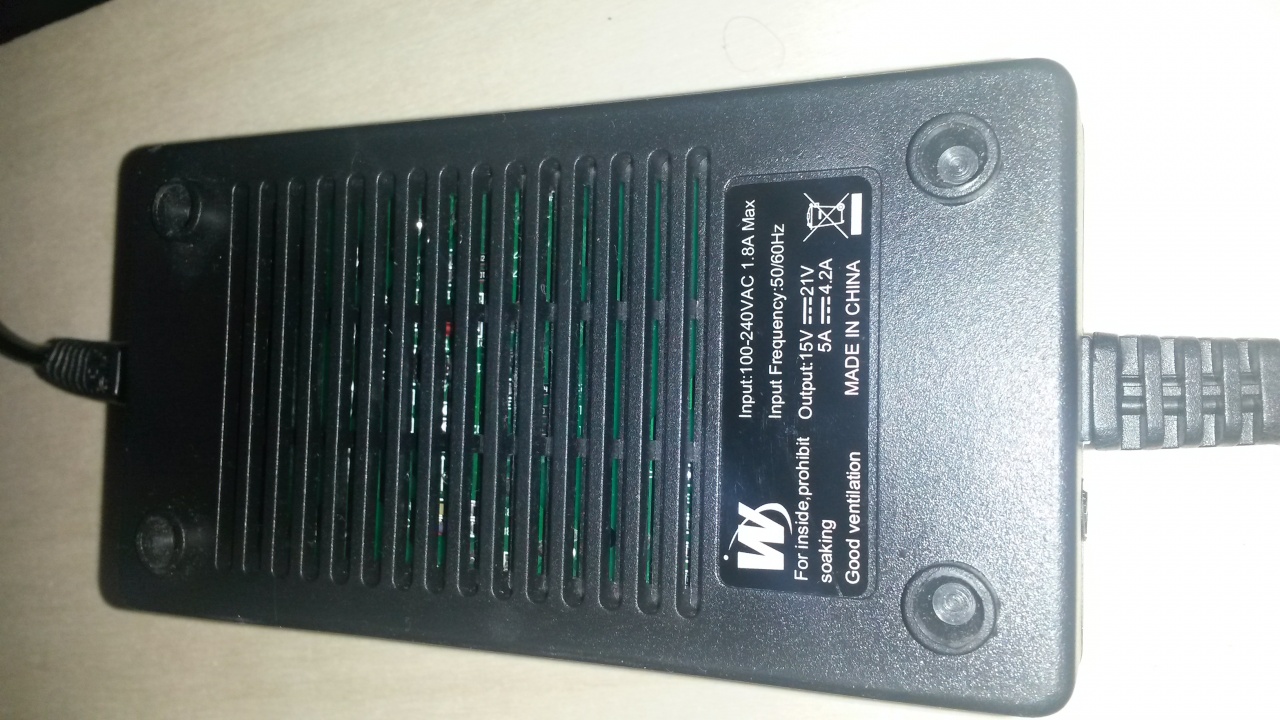 Input:100-240VAC 1.8A Max
Input Frequency:50/60Hz
For inside,prohibit soaking
Output:15V ⎓21V
5A ⎓4.2A
Good ventilation
MADE IN CHINA